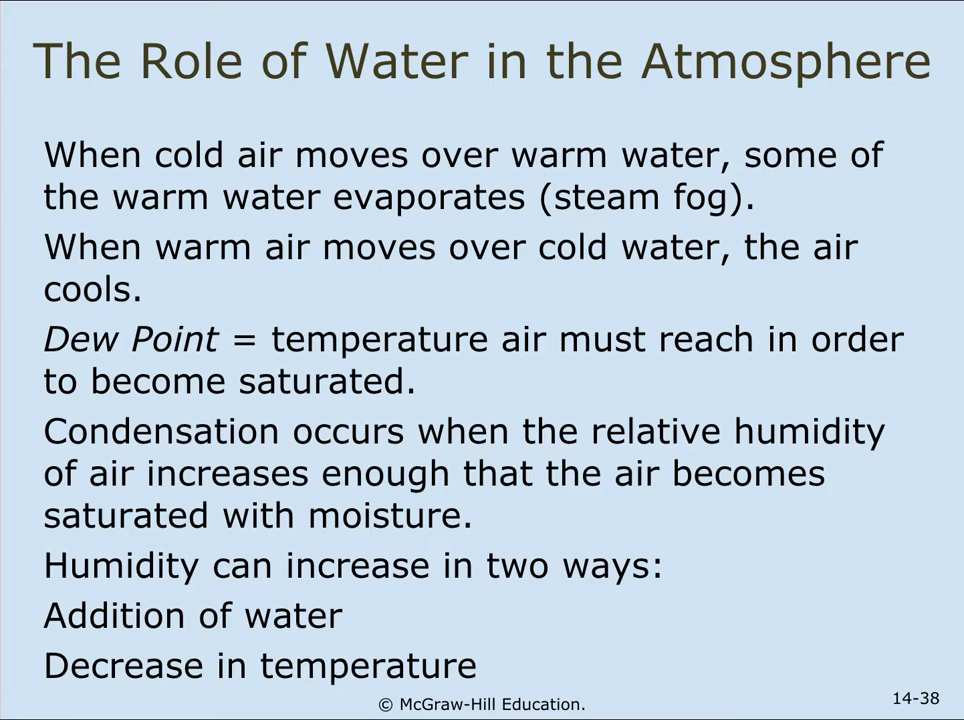 The Role of Water in the Atmosphere
When cold air moves over warm water, some of
the warm water evaporates (steam fog).
When warm air moves over cold water, the air
cools.
Dew Point = temperature air must reach in order
to become saturated.
Condensation occurs when the relative humidity
of air increases enough that the air becomes
saturated with moisture.
Humidity can increase in two ways:
Addition of water
Decrease in temperature
© McGraw-Hill Education.
14-38